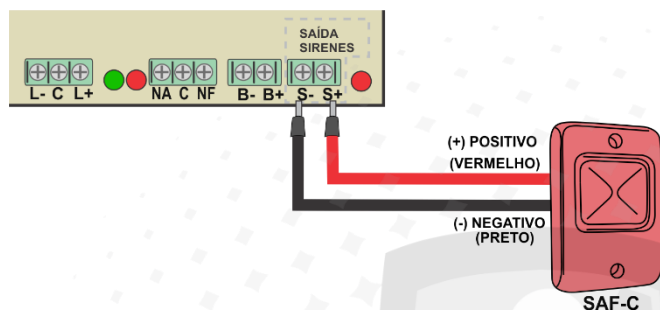 SAÍDA
SIRENES
L- C L+
NA C NF
B- B+
S- S+
(+) POSITIVO
(VERMELHO)
(-) NEGATIVO
(PRETO)
SAF-C